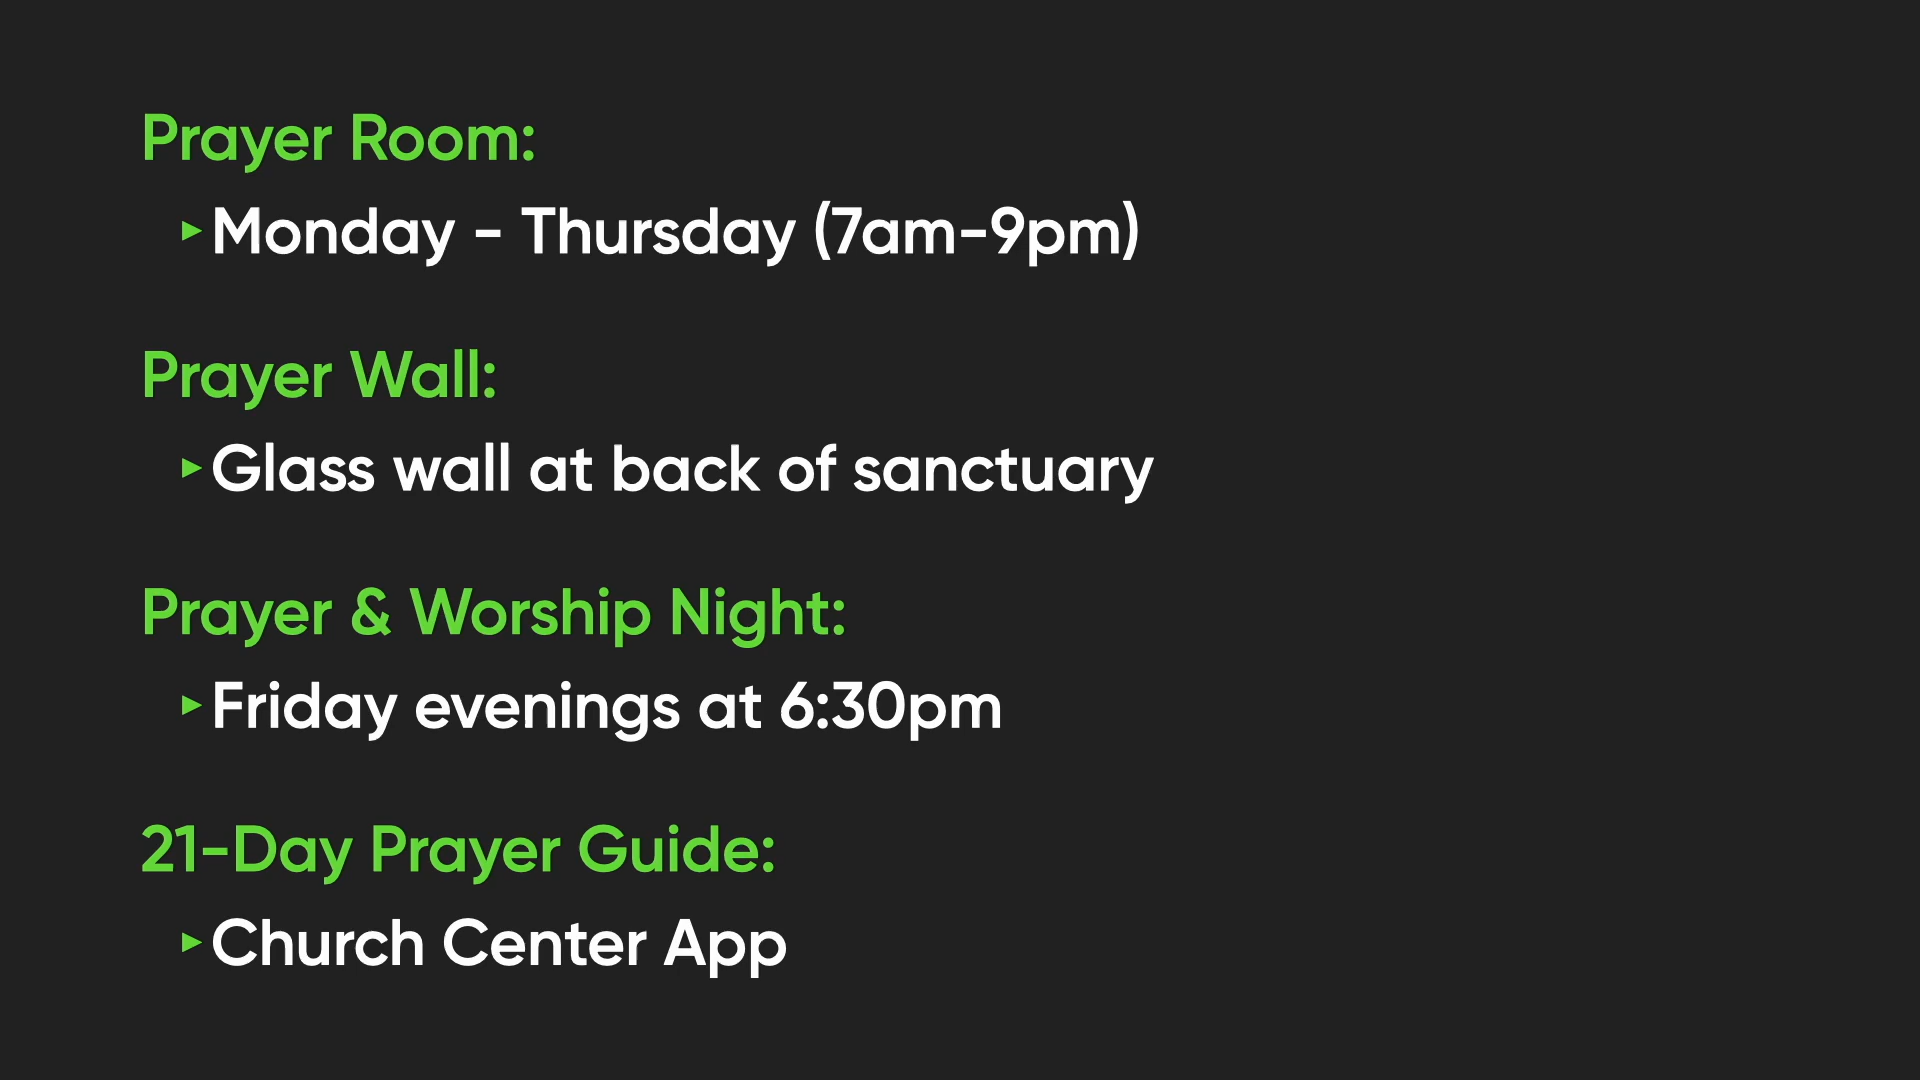 Prayer Room:
▸ Monday - Thursday (7am-9pm)
Prayer Wall:
▸ Glass wall at back of sanctuary
Prayer & Worship Night:
▸ Friday evenings at 6:30pm
21-Day Prayer Guide:
▸ Church Center App